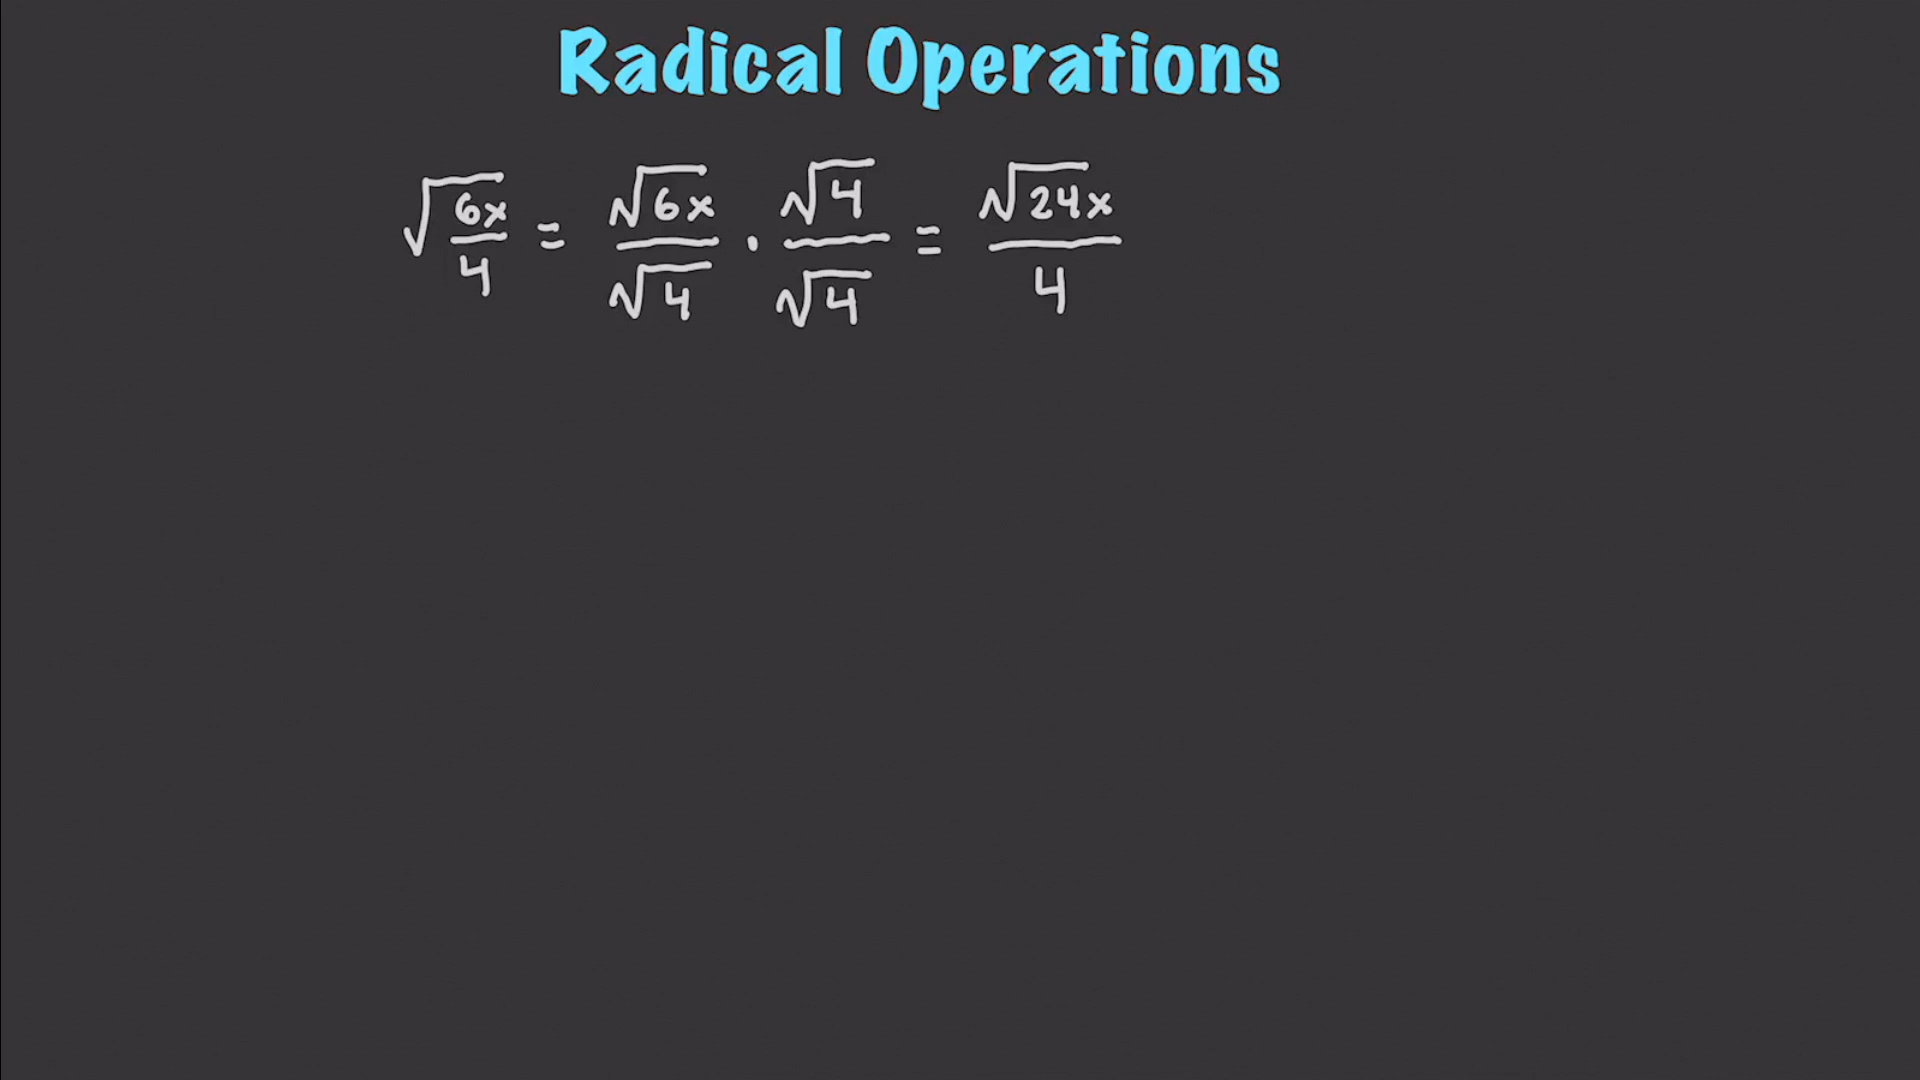 Radical Operations
√(6x/4) = √6x/√4 · √4/√4 = √24x/4